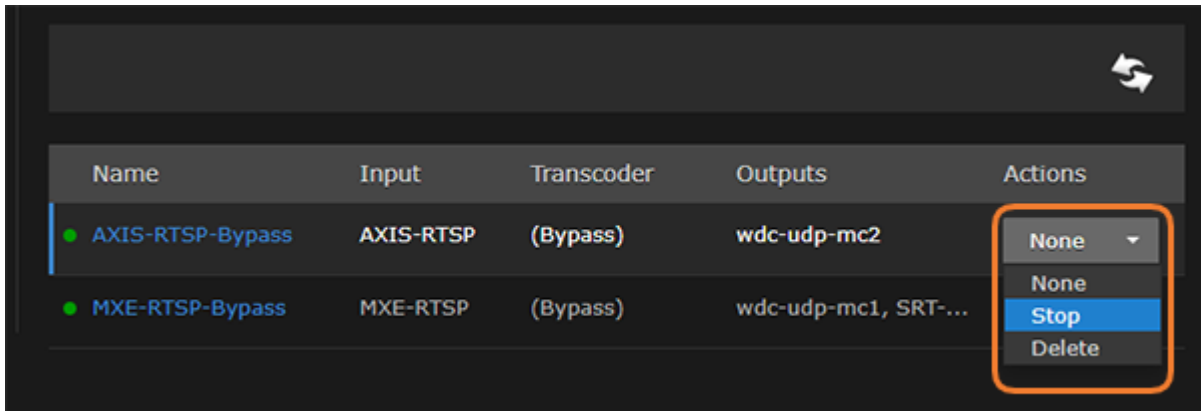 Name Input Transcoder Outputs Actions
AXIS-RTSP-Bypass AXIS-RTSP (Bypass) wdc-udp-mc2 None
None
MXE-RTSP-Bypass MXE-RTSP (Bypass) wdc-udp-mc1, SRT-... Stop
Delete